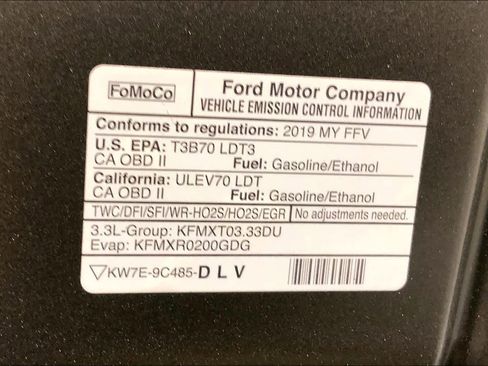 FoMoCo
Ford Motor Company
VEHICLE EMISSION CONTROL INFORMATION
Conforms to regulations: 2019 MY FFV
U.S. EPA: T3B70 LDT3
CA OBD II Fuel: Gasoline/Ethanol
California: ULEV70 LDT
CA OBD II Fuel: Gasoline/Ethanol
TWC/DFI/SFI/WR-HO2S/HO2S/EGR No adjustments needed.
3.3L-Group: KFMXT03.33DU
Evap: KFMXR0200GDG
KW7E-9C485-DLV